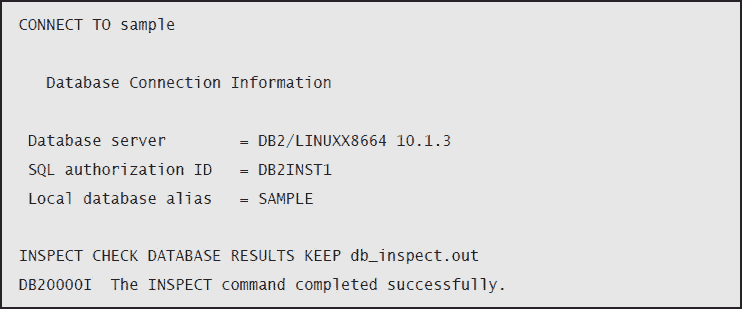 CONNECT TO sample
Database Connection Information
Database server = DB2/LINUXX8664 10.1.3
SQL authorization ID = DB2INST1
Local database alias = SAMPLE
INSPECT CHECK DATABASE RESULTS KEEP db_inspect.out
DB20000I The INSPECT command completed successfully.